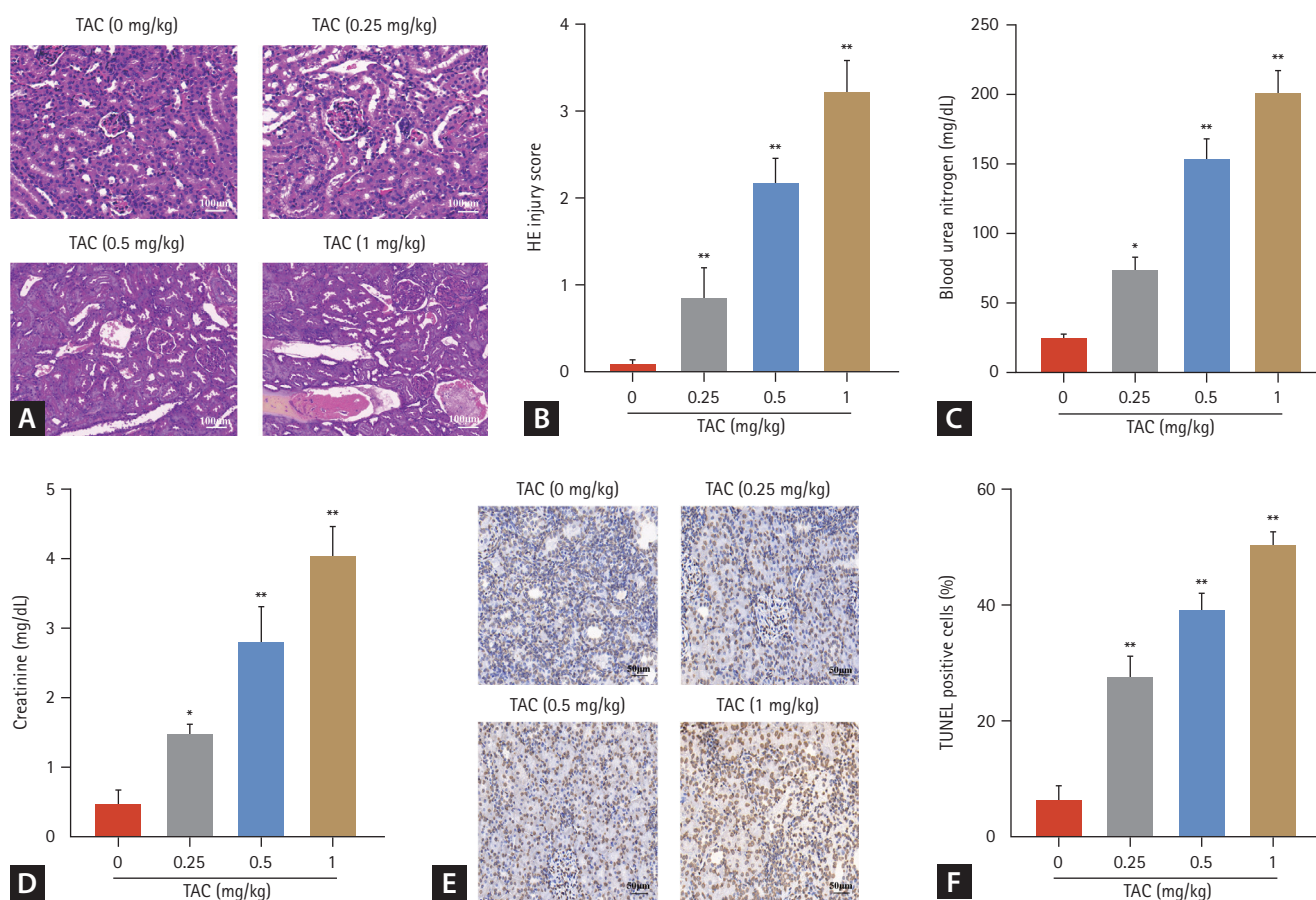 TAC (0 mg/kg)
TAC (0.25 mg/kg)
100μm
100μm
TAC (0.5 mg/kg)
TAC (1 mg/kg)
100μm
100μm
A
4
3
2
1
0
HE injury score
**
**
**
0
0.25
0.5
1
TAC (mg/kg)
B
250
200
150
100
50
0
Blood urea nitrogen (mg/dL)
*
**
**
0
0.25
0.5
1
TAC (mg/kg)
C
5
4
3
2
1
0
Creatinine (mg/dL)
*
**
**
0
0.25
0.5
1
TAC (mg/kg)
D
TAC (0 mg/kg)
TAC (0.25 mg/kg)
50μm
50μm
TAC (0.5 mg/kg)
TAC (1 mg/kg)
50μm
50μm
E
60
40
20
0
TUNEL positive cells (%)
**
**
**
0
0.25
0.5
1
TAC (mg/kg)
F